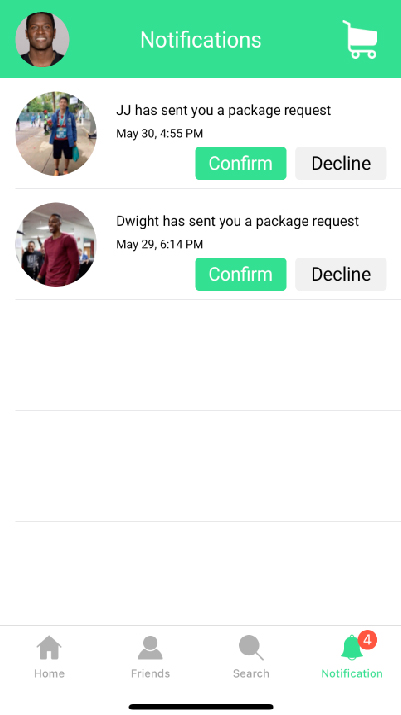 Notifications
JJ has sent you a package request
May 30, 4:55 PM
Confirm Decline
Dwight has sent you a package request
May 29, 6:14 PM
Confirm Decline
4
Home Friends Search Notification